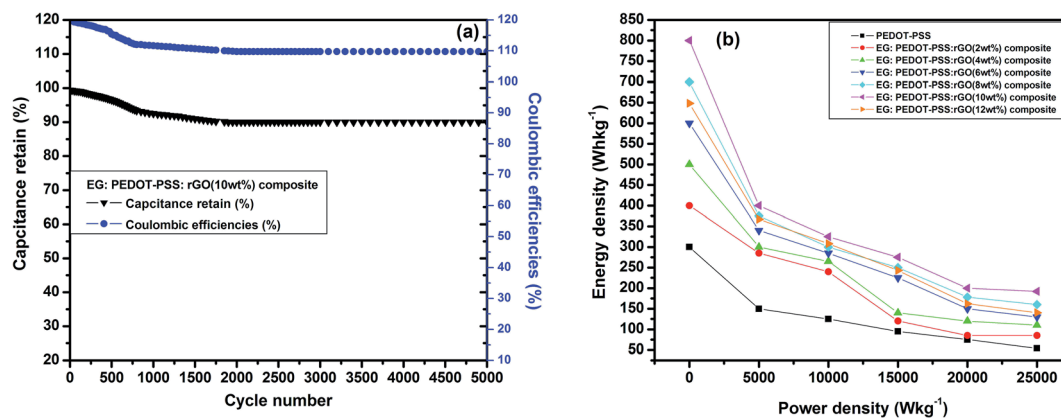 (a)
Capcitance retain (%)
120
110
100
90
80
70
60
50
40
30
20
EG: PEDOT-PSS: rGO(10wt%) composite
Capcitance retain (%)
Coulombic efficiencies (%)
0 500 1000 1500 2000 2500 3000 3500 4000 4500 5000
Cycle number
120
110
100
90
80
70
60
50
40
30
20
10
Coulombic efficiencies (%)
(b)
Energy density (Whkg-1)
850
800
750
700
650
600
550
500
450
400
350
300
250
200
150
100
50
PEDOT-PSS
EG: PEDOT-PSS:rGO(2wt%) composite
EG: PEDOT-PSS:rGO(4wt%) composite
EG: PEDOT-PSS:rGO(6wt%) composite
EG: PEDOT-PSS:rGO(8wt%) composite
EG: PEDOT-PSS:rGO(10wt%) composite
EG: PEDOT-PSS:rGO(12wt%) composite
0 5000 10000 15000 20000 25000
Power density (Wkg-1)